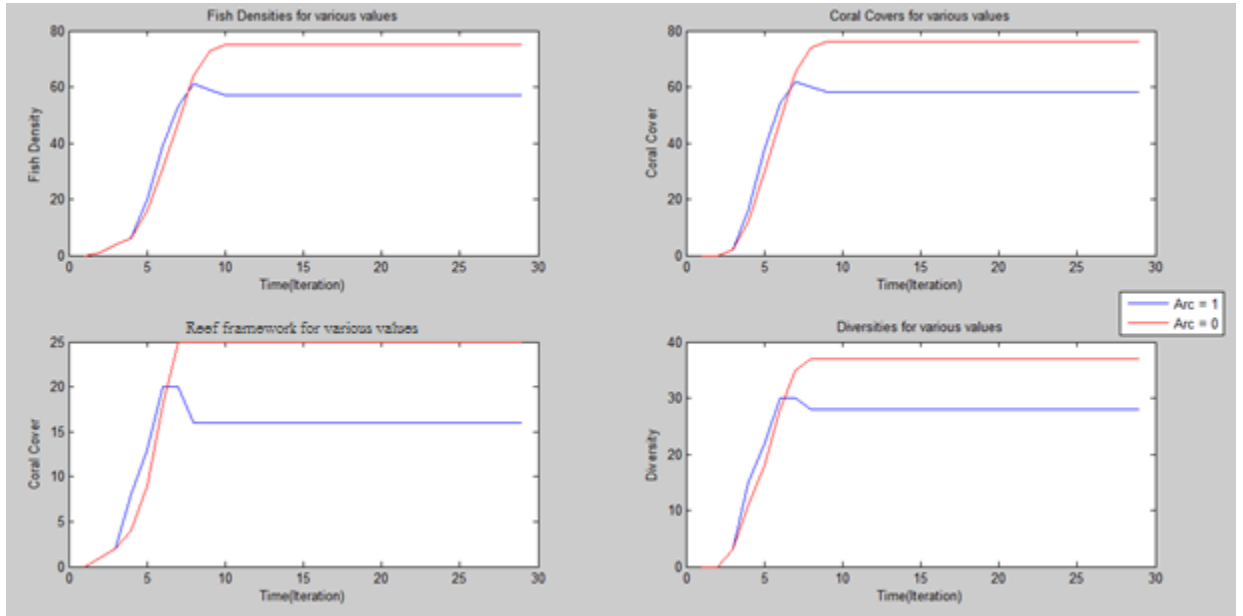 Fish Densities for various values
80
60
40
20
0
Fish Density
0 5 10 15 20 25 30
Time(Iteration)
Coral Covers for various values
80
60
40
20
0
Coral Cover
0 5 10 15 20 25 30
Time(Iteration)
Arc = 1
Arc = 0
Reef framework for various values
25
20
15
10
5
0
Coral Cover
0 5 10 15 20 25 30
Time(Iteration)
Diversities for various values
40
30
20
10
0
Diversity
0 5 10 15 20 25 30
Time(Iteration)